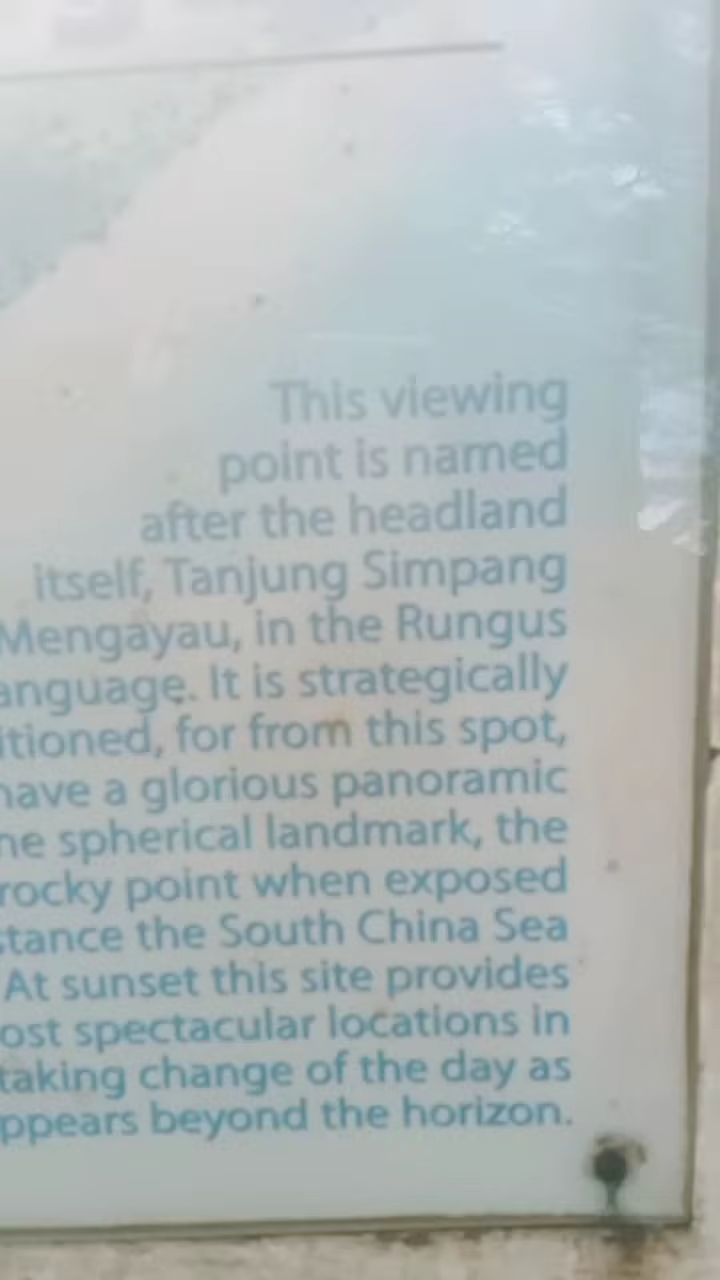 This viewing
point is named
after the headland
itself, Tanjung Simpang
Mengayau, in the Rungus
anguage. It is strategically
itioned, for from this spot,
have a glorious panoramic
ne spherical landmark, the
rocky point when exposed
stance the South China Sea
At sunset this site provides
ost spectacular locations in
taking change of the day as
ppears beyond the horizon.